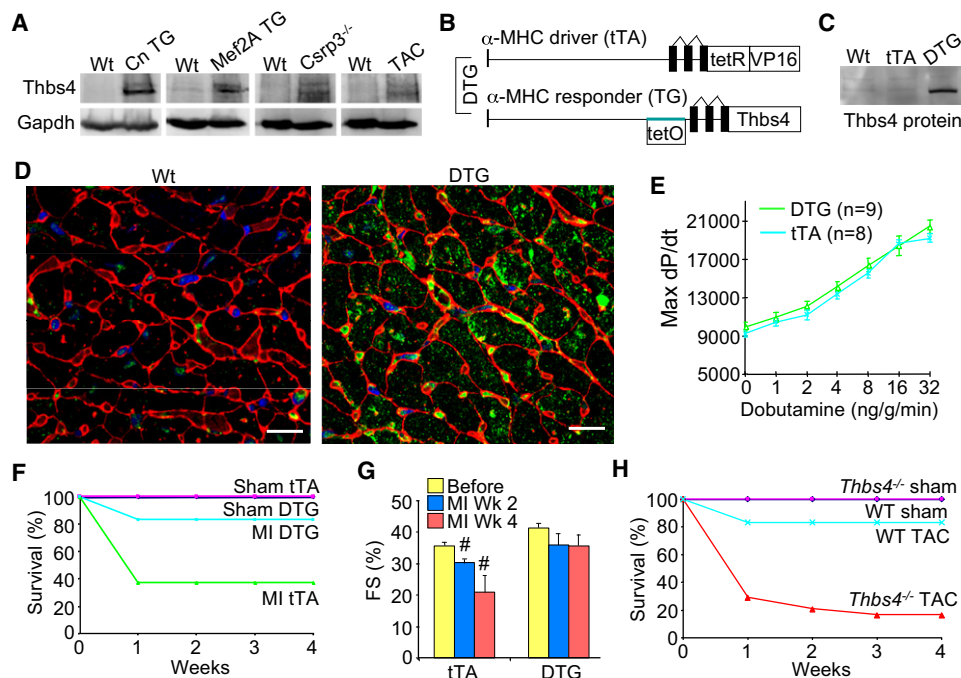 A
Wt Cn TG Wt Mef2A TG Wt Csrp3-/- Wt TAC
Thbs4
Gapdh
B
DTG
α-MHC driver (tTA)
tetR VP16
α-MHC responder (TG)
tetO
Thbs4
C
Wt tTA DTG
Thbs4 protein
D
Wt DTG
E
DTG (n=9)
tTA (n=8)
Max dP/dt
21000
17000
13000
9000
5000
0 1 2 4 8 16 32
Dobutamine (ng/g/min)
F
Survival (%)
100
80
60
40
20
0
Sham tTA
Sham DTG
MI DTG
MI tTA
0 1 2 3 4
Weeks
G
Before
MI Wk 2
MI Wk 4
FS (%)
50
40
30
20
10
0
# #
tTA DTG
H
Survival (%)
100
80
60
40
20
0
Thbs4-/- sham
WT sham
WT TAC
Thbs4-/- TAC
0 1 2 3 4
Weeks